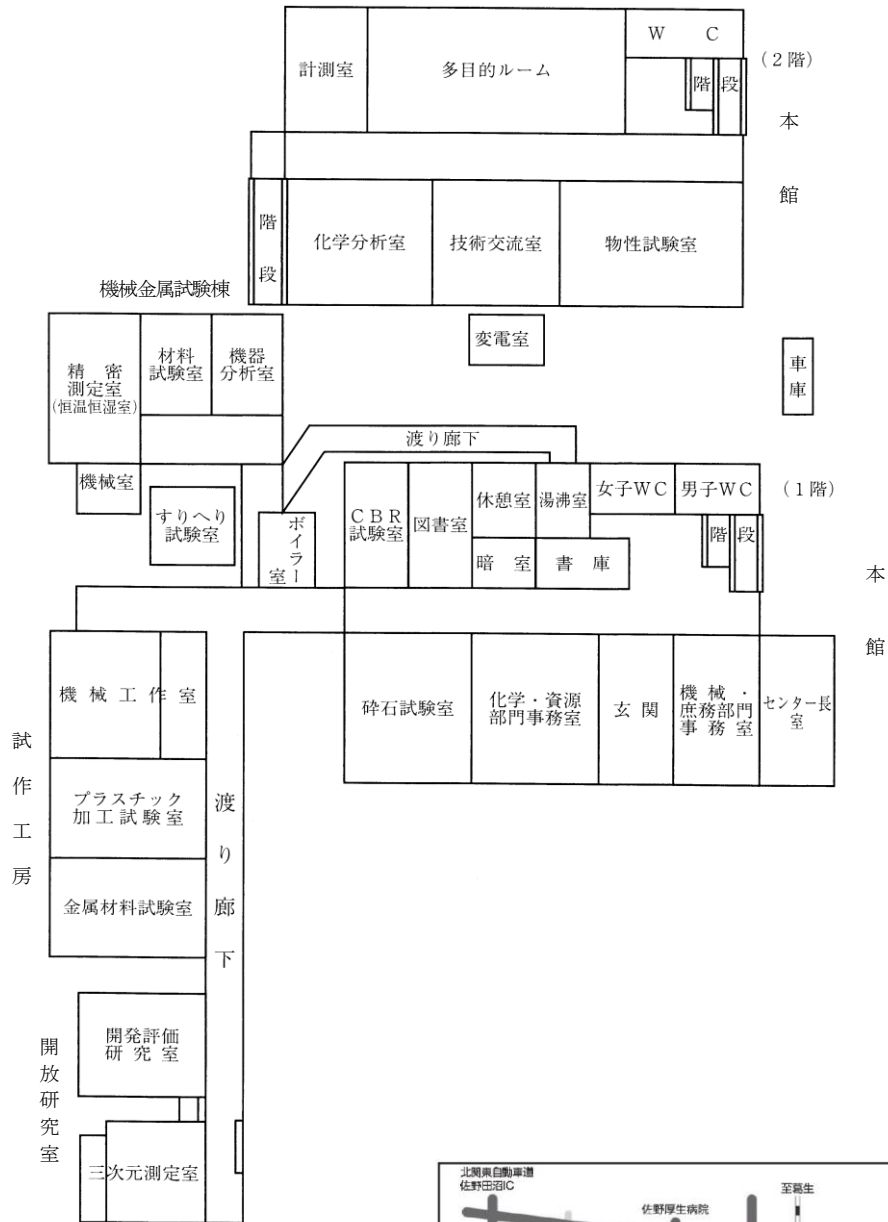 W C
（２階）
計測室
多目的ルーム
階 段
本
館
階
段
化学分析室
技術交流室
物性試験室
機械金属試験棟
変電室
車
庫
精 密
測定室
(恒温恒湿室)
材料
試験室
機器
分析室
渡り廊下
機械室
すりへり
試験室
ボイラー
室
ＣＢＲ
試験室
図書室
休憩室
湯沸室
女子ＷＣ
男子ＷＣ
（１階）
階 段
暗 室
書 庫
本
館
機 械 工 作 室
砕石試験室
化学・資源
部門事務室
玄 関
機 械 ・
庶務部門
事 務 室
センター長
室
試
作
工
房
プラスチック
加工試験室
金属材料試験室
渡
り
廊
下
開
放
研
究
室
開発評価
研 究 室
三次元測定室
北関東自動車道
佐野田沼IC
佐野厚生病院
至葛生